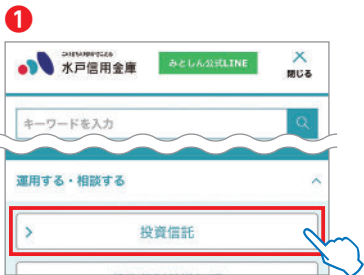 1
水戸信用金庫
みとしん公式LINE
閉じる
キーワードを入力
運用する・相談する
投資信託